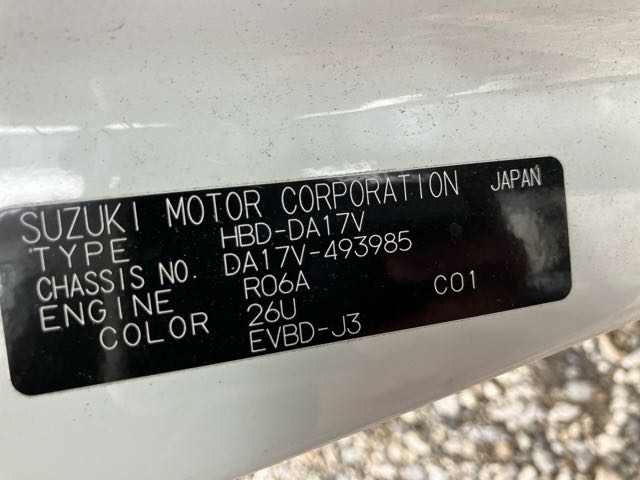 SUZUKI MOTOR CORPORATION JAPAN
TYPE HBD-DA17V
CHASSIS NO. DA17V-493985
ENGINE R06A C01
COLOR 26U
EVBD-J3